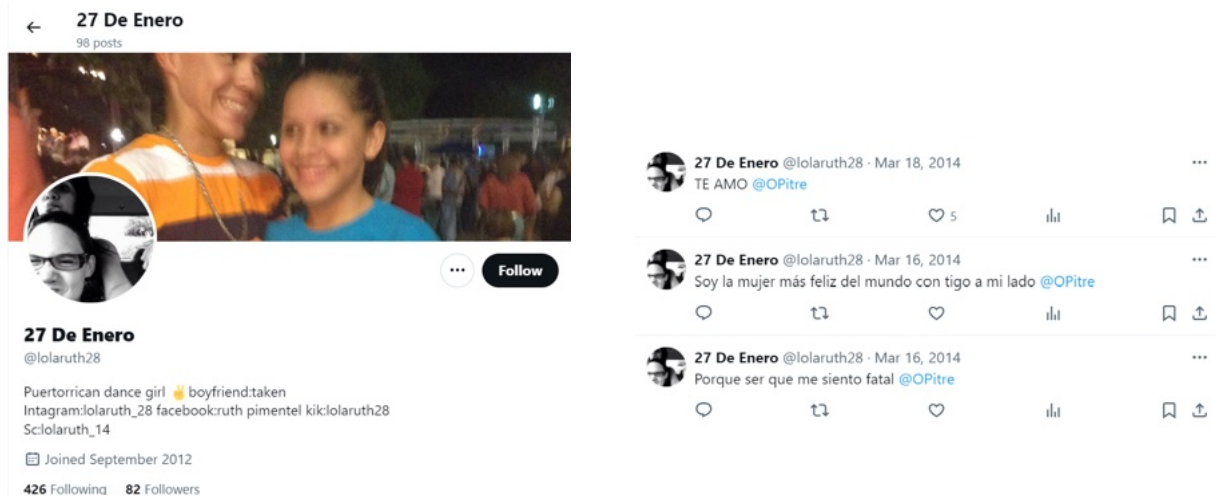 27 De Enero
98 posts
Follow
27 De Enero
@lolaruth28
Puertorrican dance girl ✌ boyfriend:taken
Intagram:lolaruth_28 facebook:ruth pimentel kik:lolaruth28
Sc:lolaruth_14
Joined September 2012
426 Following 82 Followers
27 De Enero @lolaruth28 · Mar 18, 2014
TE AMO @OPitre
5
27 De Enero @lolaruth28 · Mar 16, 2014
Soy la mujer más feliz del mundo con tigo a mi lado @OPitre
27 De Enero @lolaruth28 · Mar 16, 2014
Porque ser que me siento fatal @OPitre